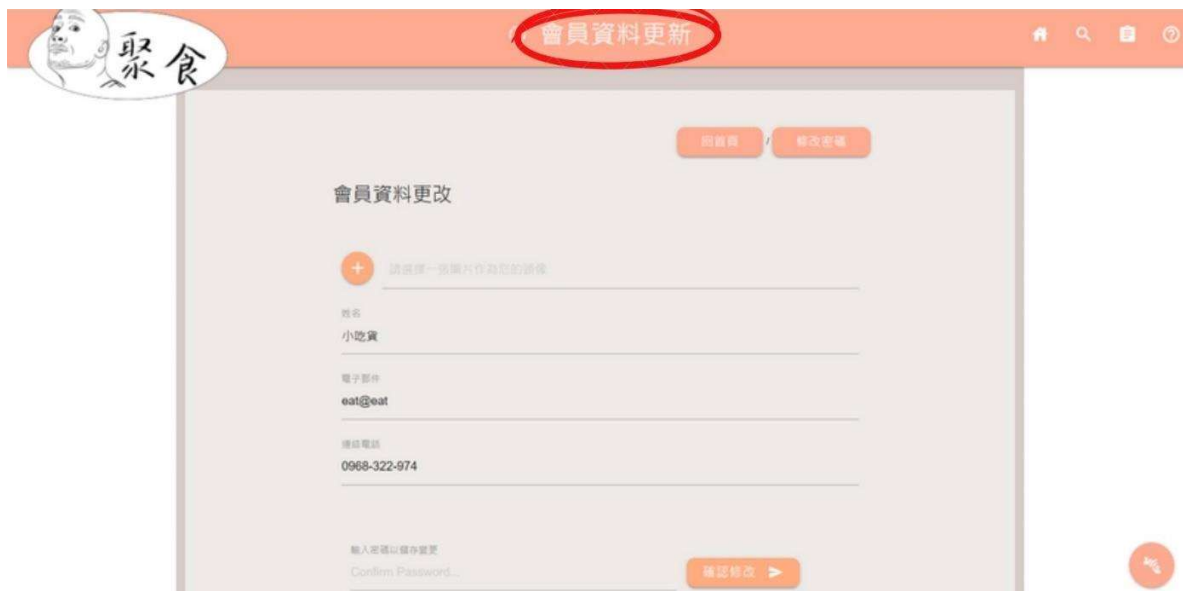 聚食
會員資料更新
回首頁 / 修改密碼
會員資料更改
請選擇一張圖片作為您的頭像
姓名
小吃貨
電子郵件
eat@eat
連絡電話
0968-322-974
輸入密碼以儲存變更
Confirm Password...
確認修改